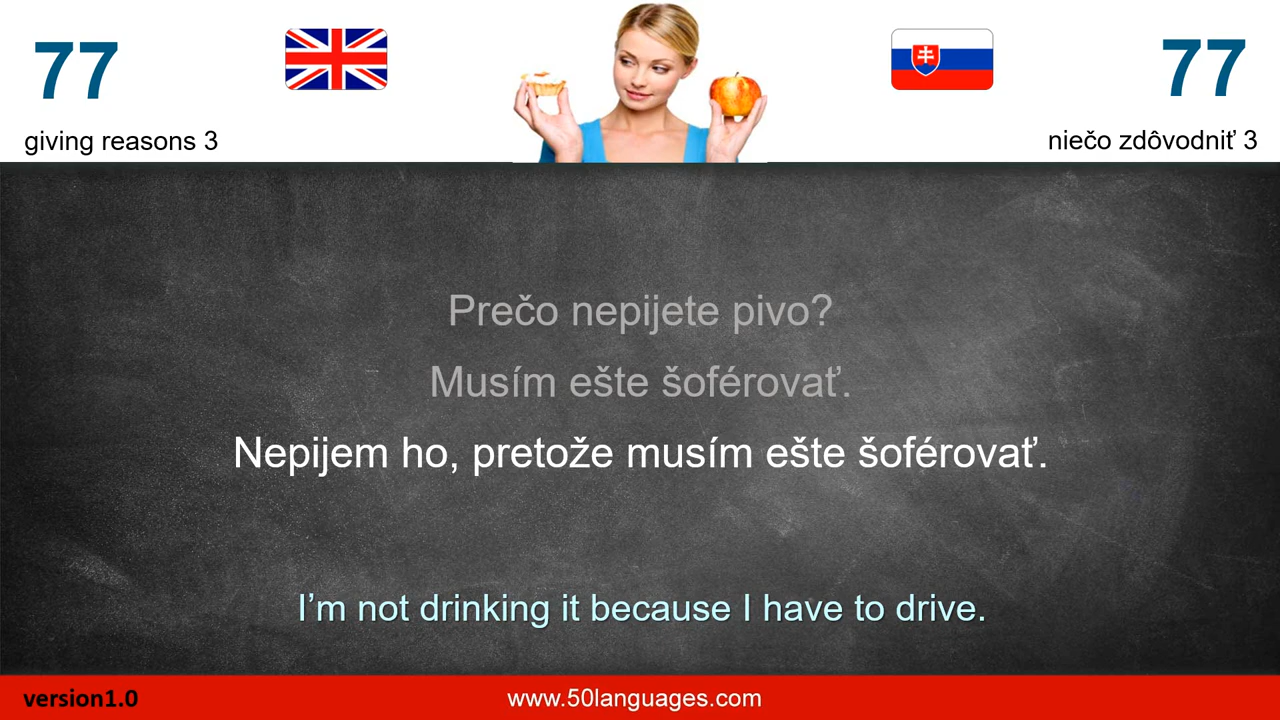 77
77
giving reasons 3
niečo zdôvodniť 3
Prečo nepijete pivo?
Musím ešte šoférovať.
Nepijem ho, pretože musím ešte šoférovať.
I’m not drinking it because I have to drive.
version1.0
www.50languages.com